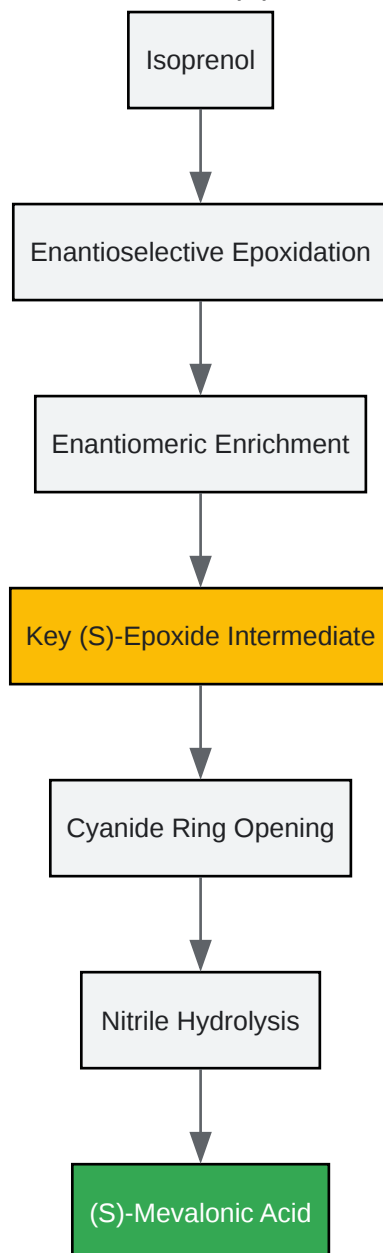 Isoprenol
Enantioselective Epoxidation
Enantiomeric Enrichment
Key (S)-Epoxide Intermediate
Cyanide Ring Opening
Nitrile Hydrolysis
(S)-Mevalonic Acid